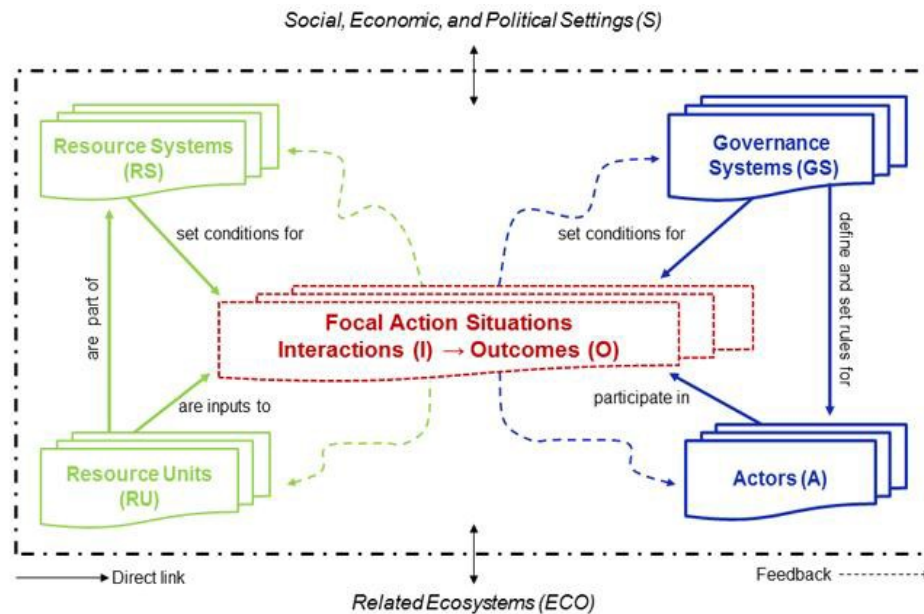 Social, Economic, and Political Settings (S)
Resource Systems
(RS)
Governance
Systems (GS)
set conditions for
set conditions for
are part of
define and set rules for
Focal Action Situations
Interactions (I) → Outcomes (O)
are inputs to
participate in
Resource Units
(RU)
Actors (A)
Direct link
Feedback
Related Ecosystems (ECO)